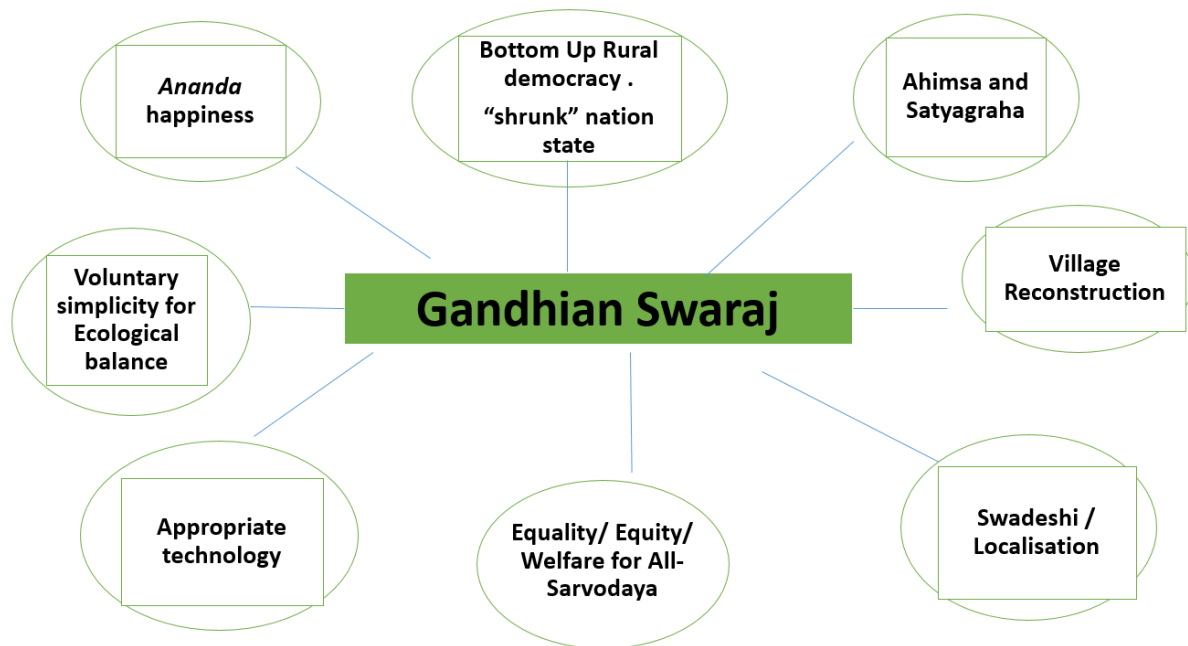 Ananda
happiness
Bottom Up Rural
democracy .
“shrunk” nation
state
Ahimsa and
Satyagraha
Voluntary
simplicity for
Ecological
balance
Gandhian Swaraj
Village
Reconstruction
Appropriate
technology
Equality/ Equity/
Welfare for All-
Sarvodaya
Swadeshi /
Localisation